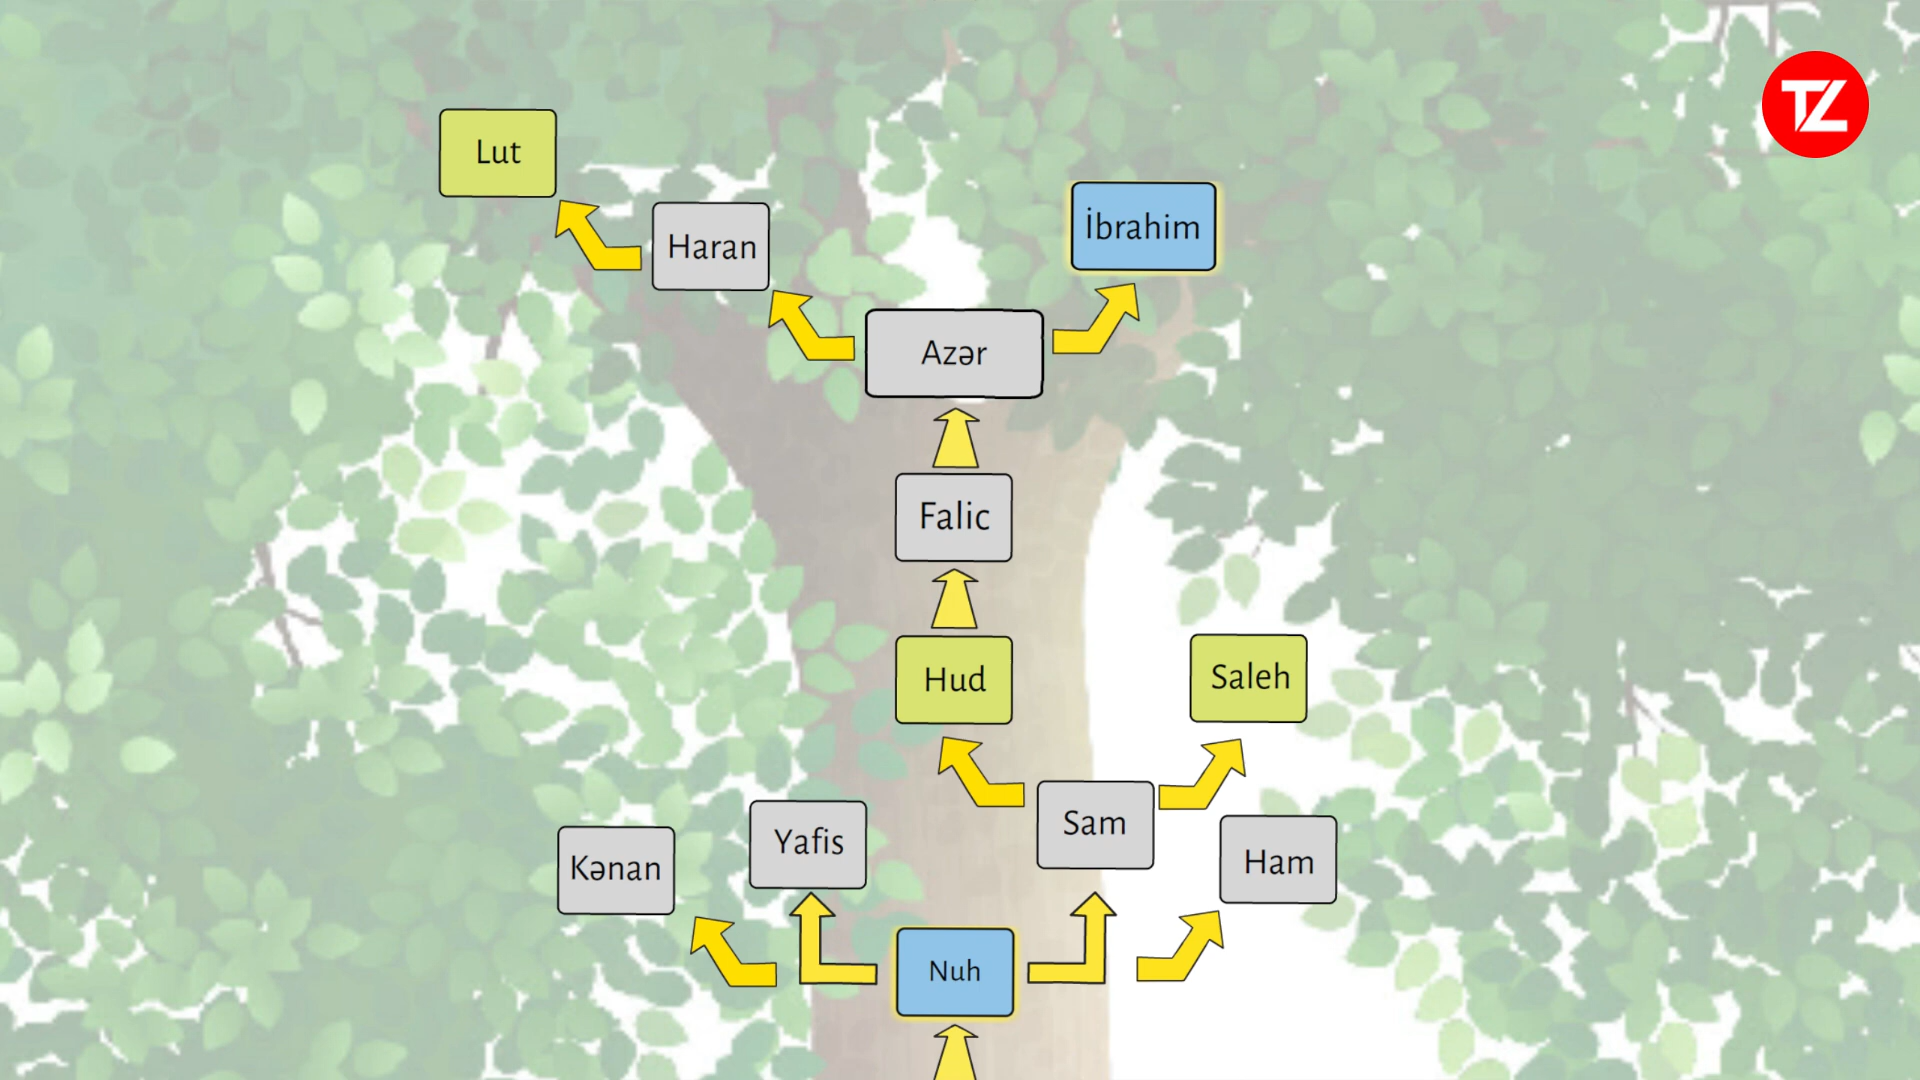 TZ
Lut
İbrahim
Haran
Azər
Falic
Hud
Saleh
Sam
Yafis
Ham
Kənan
Nuh